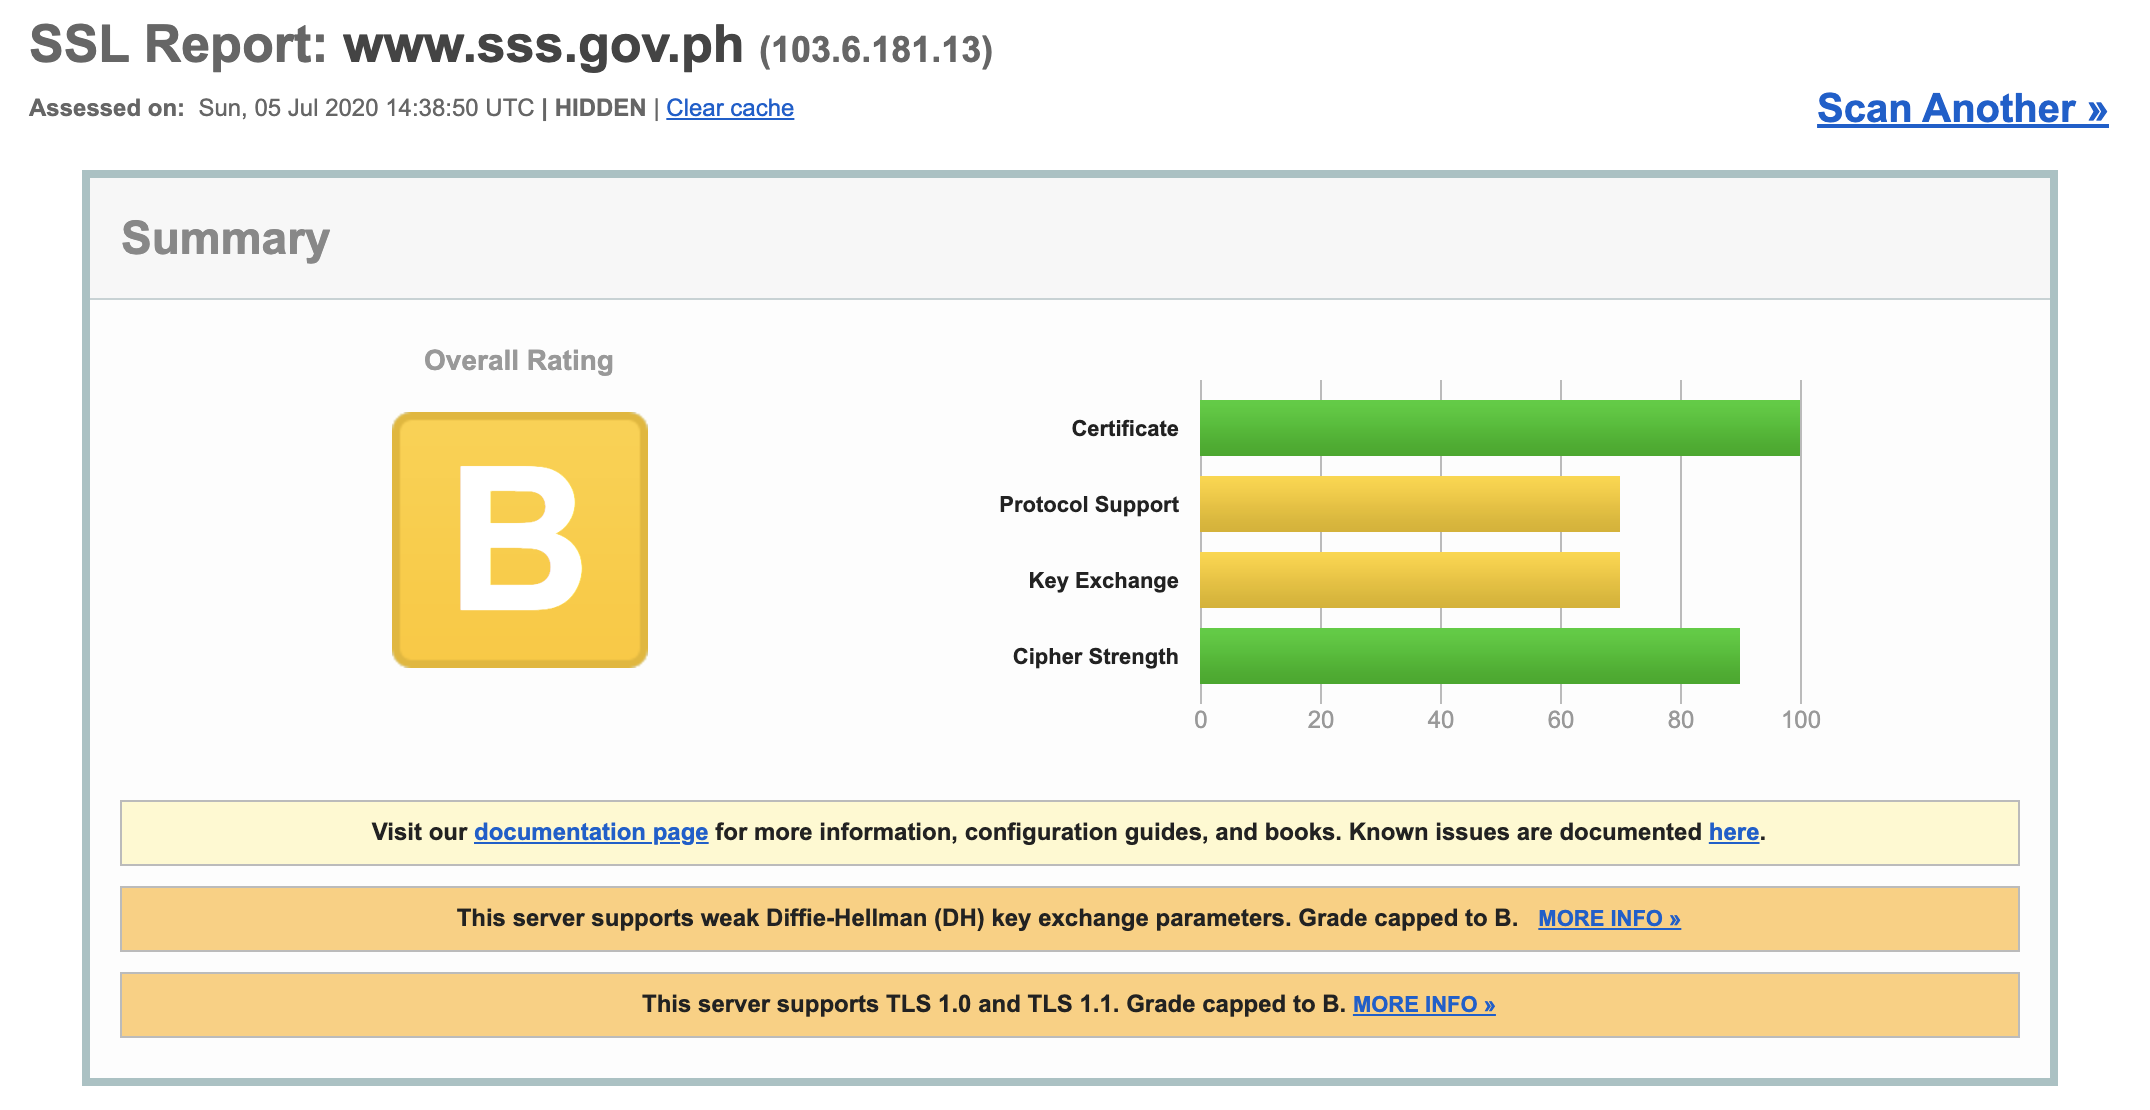 SSL Report: www.sss.gov.ph (103.6.181.13)
Assessed on: Sun, 05 Jul 2020 14:38:50 UTC | HIDDEN | Clear cache
Scan Another »
Summary
Overall Rating
B
Certificate
Protocol Support
Key Exchange
Cipher Strength
0 20 40 60 80 100
Visit our documentation page for more information, configuration guides, and books. Known issues are documented here.
This server supports weak Diffie-Hellman (DH) key exchange parameters. Grade capped to B. MORE INFO »
This server supports TLS 1.0 and TLS 1.1. Grade capped to B. MORE INFO »